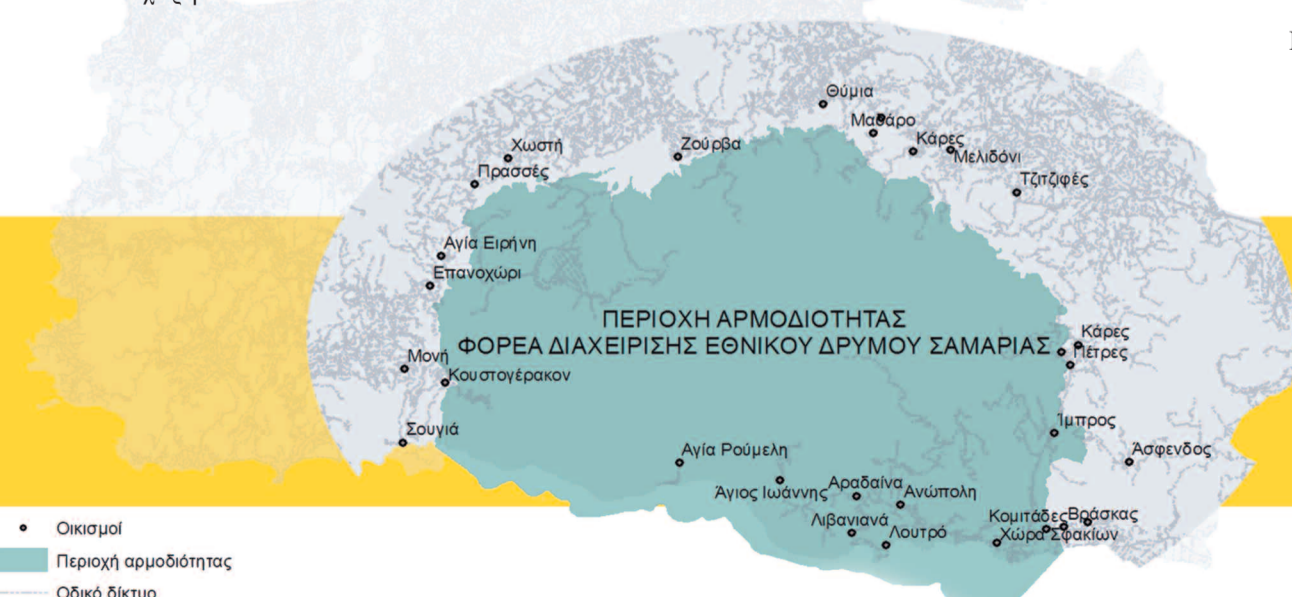 Θύμια
Μαθάρο
Κάρες
Μελιδόνι
Χωστή
Ζούρβα
Πρασσές
Τζιτζιφές
Αγία Ειρήνη
Επανοχώρι
ΠΕΡΙΟΧΗ ΑΡΜΟΔΙΟΤΗΤΑΣ
ΦΟΡΕΑ ΔΙΑΧΕΙΡΙΣΗΣ ΕΘΝΙΚΟΥ ΔΡΥΜΟΥ ΣΑΜΑΡΙΑΣ
Κάρες
Πέτρες
Μονή
Κουστογέρακον
Σουγιά
Ίμπρος
Άσφενδος
Αγία Ρούμελη
Άγιος Ιωάννης
Αραδαίνα
Ανώπολη
Λιβανιανά
Λουτρό
Κομιτάδες
Βράσκας
Χώρα Σφακίων
Οικισμοί
Περιοχή αρμοδιότητας
Οδικό δίκτυο